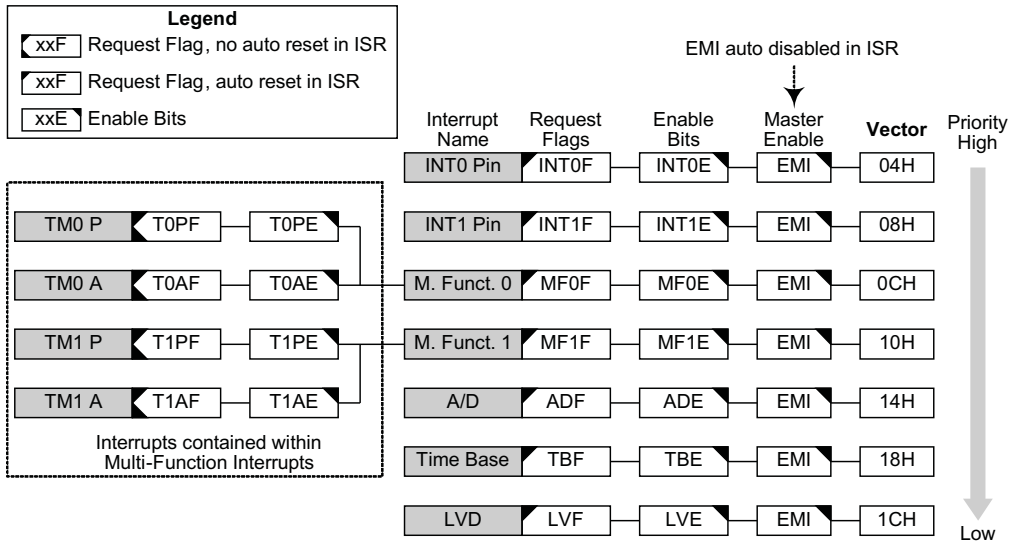 Legend
xxF Request Flag, no auto reset in ISR
xxF Request Flag, auto reset in ISR
xxE Enable Bits
EMI auto disabled in ISR
Interrupt Name Request Flags Enable Bits Master Enable Vector Priority High
INT0 Pin INT0F INT0E EMI 04H
TM0 P T0PF T0PE INT1 Pin INT1F INT1E EMI 08H
TM0 A T0AF T0AE M. Funct. 0 MF0F MF0E EMI 0CH
TM1 P T1PF T1PE M. Funct. 1 MF1F MF1E EMI 10H
TM1 A T1AF T1AE A/D ADF ADE EMI 14H
Interrupts contained within
Multi-Function Interrupts
Time Base TBF TBE EMI 18H
LVD LVF LVE EMI 1CH
Low